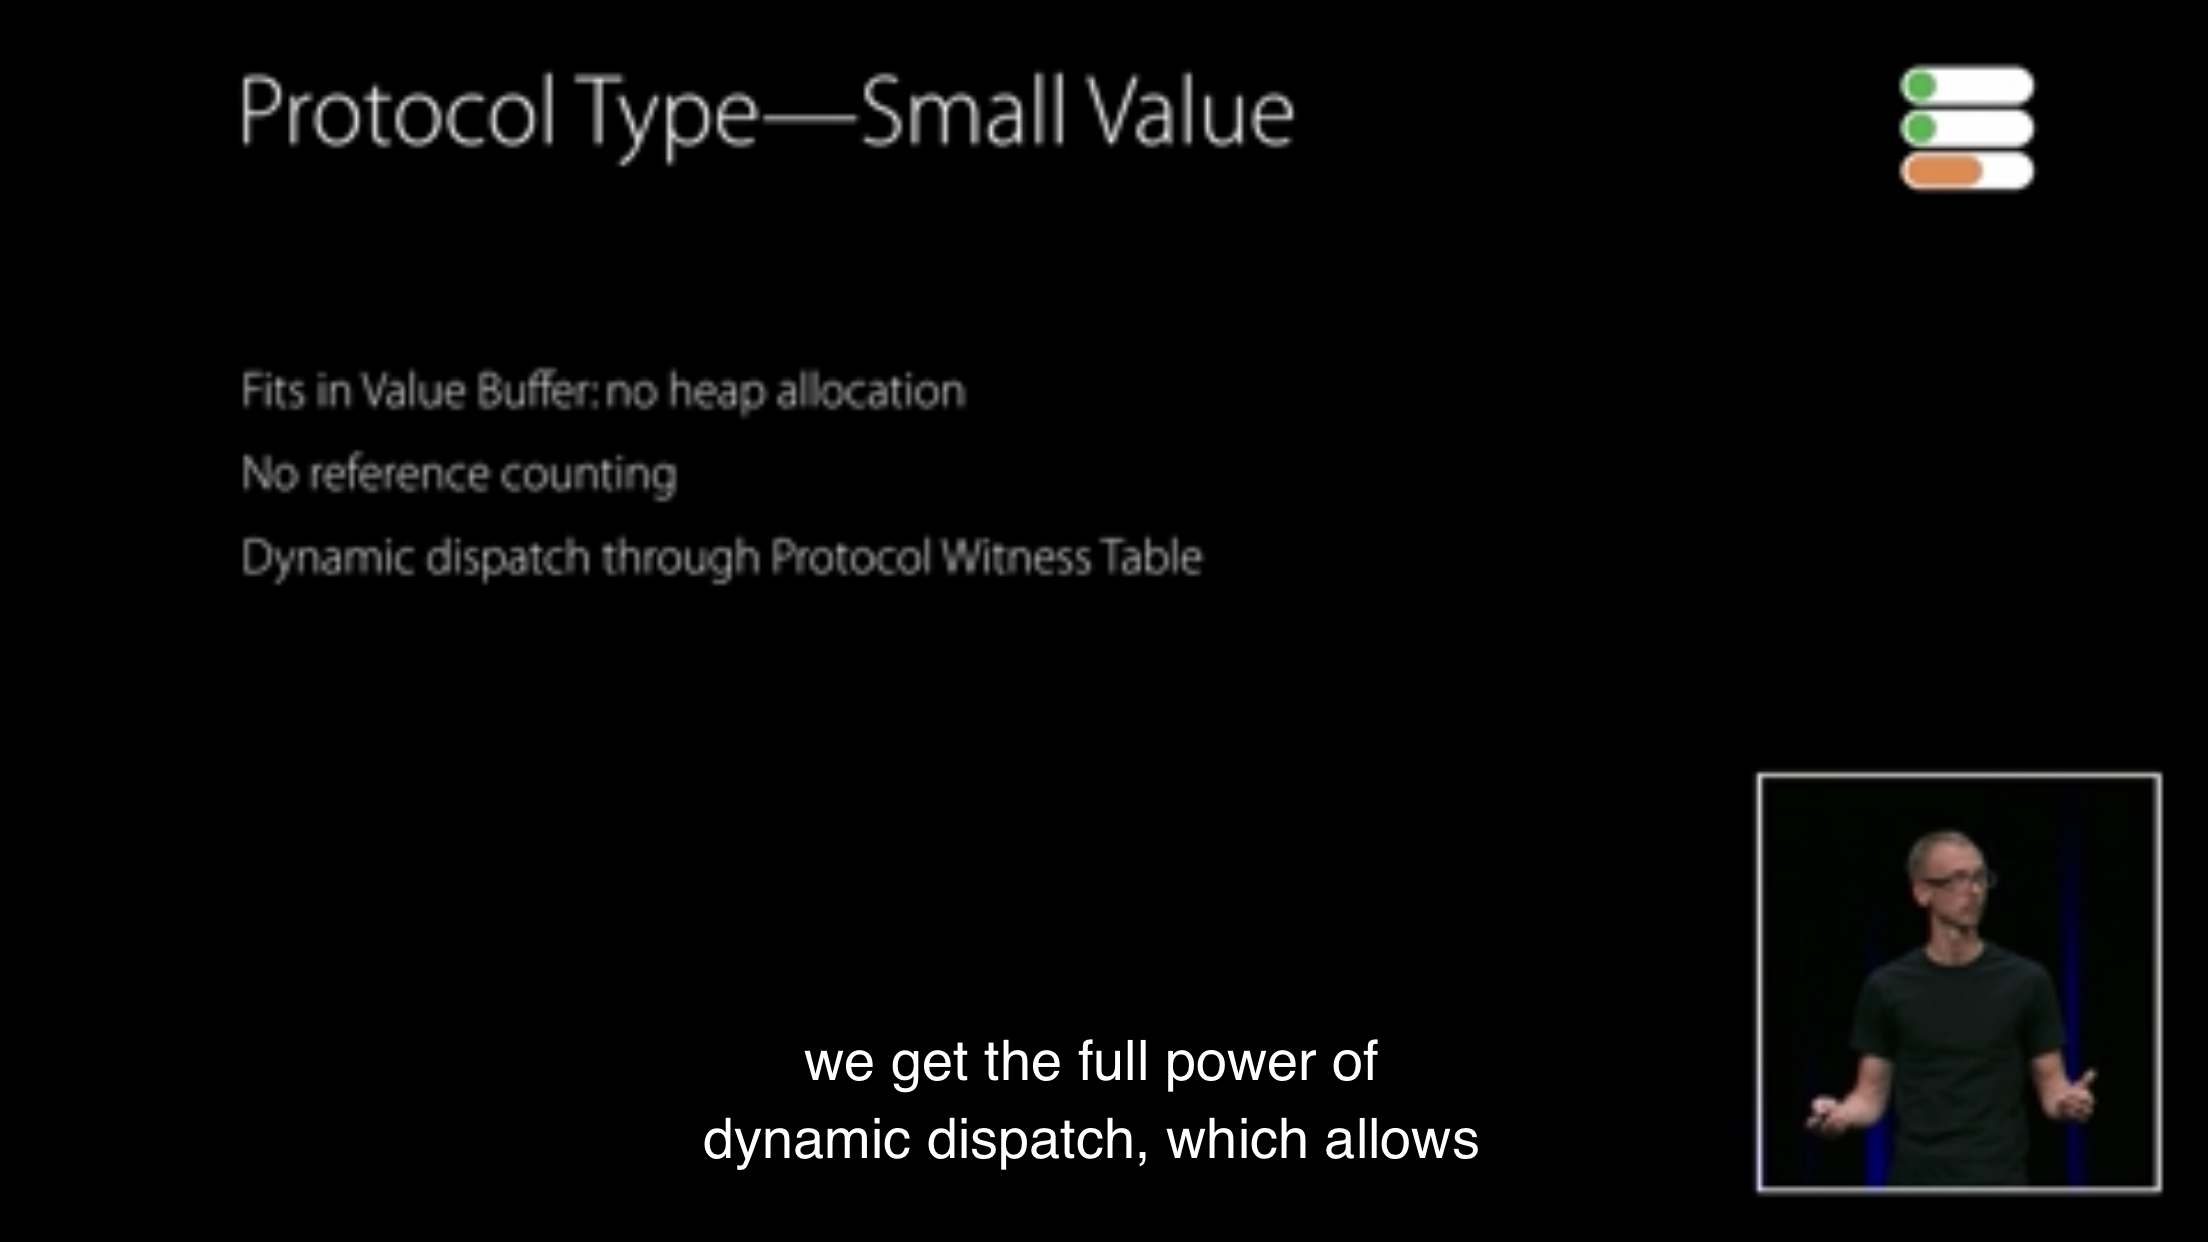 Protocol Type—Small Value
Fits in Value Buffer: no heap allocation
No reference counting
Dynamic dispatch through Protocol Witness Table
we get the full power of
dynamic dispatch, which allows